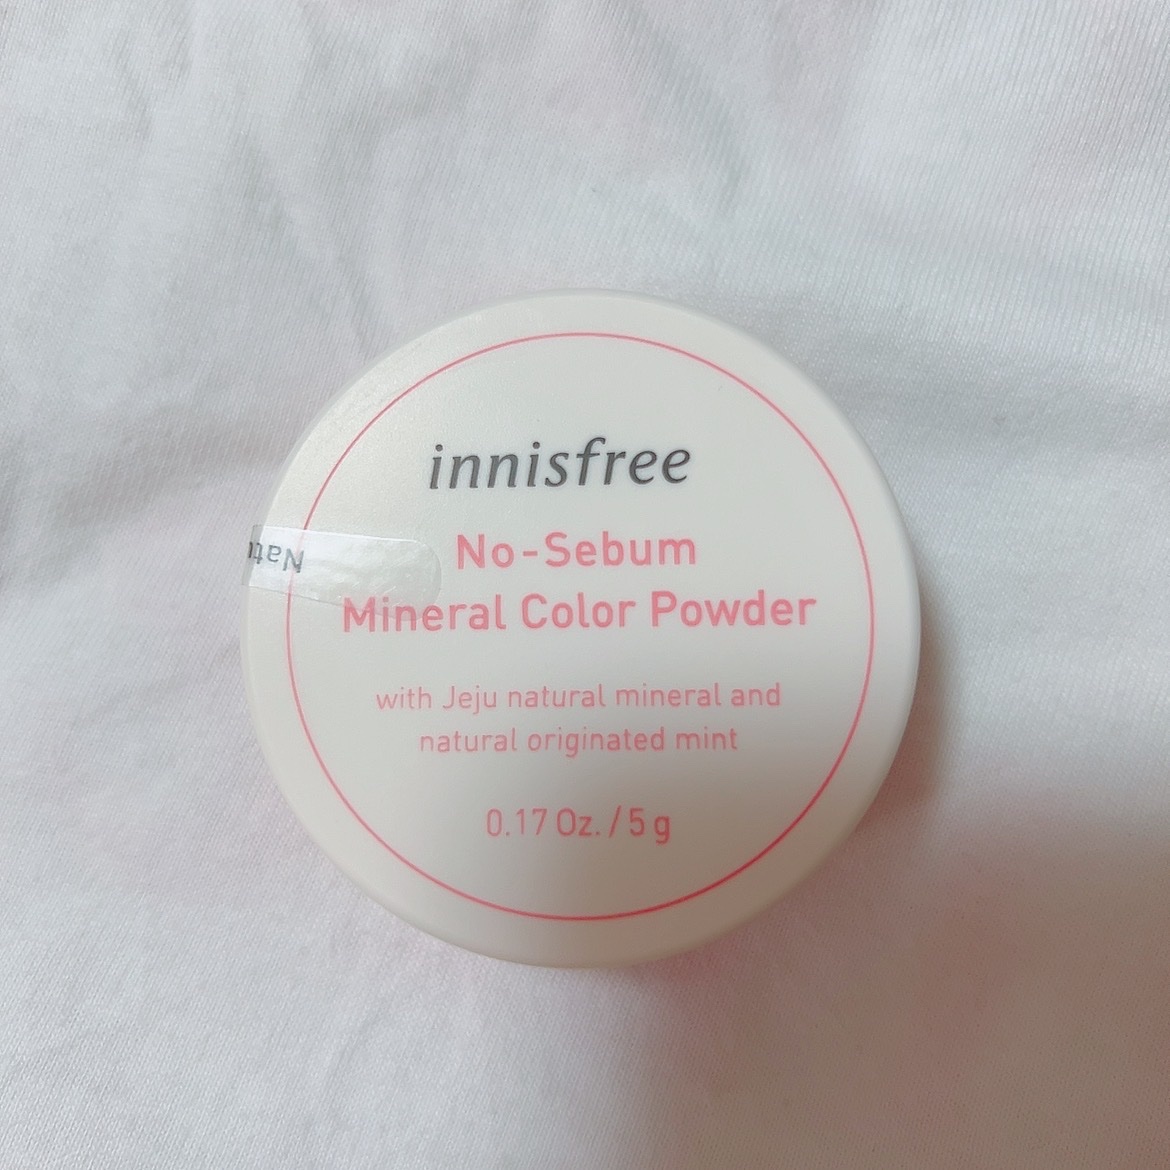 innisfree
No-Sebum
Mineral Color Powder
with Jeju natural mineral and
natural originated mint
0.17 Oz. / 5 g